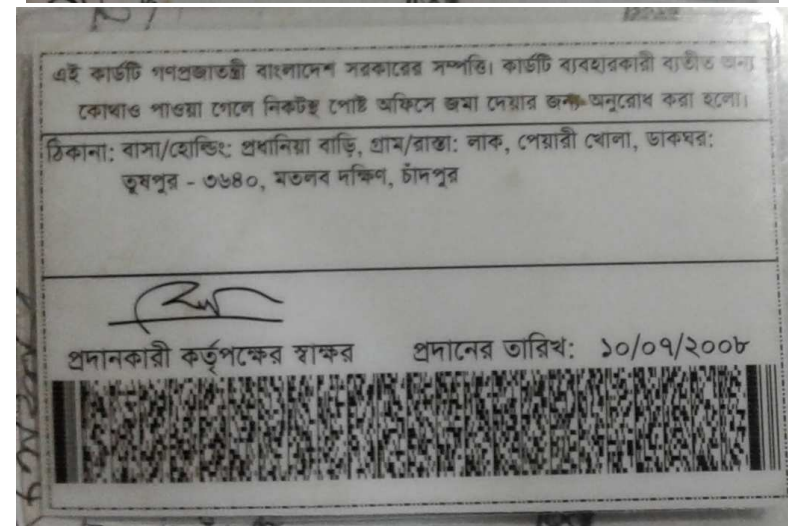 এই কার্ডটি গণপ্রজাতন্ত্রী বাংলাদেশ সরকারের সম্পত্তি। কার্ডটি ব্যবহারকারী ব্যতীত অন্য
কোথাও পাওয়া গেলে নিকটস্থ পোষ্ট অফিসে জমা দেয়ার জন্য অনুরোধ করা হলো।
ঠিকানা: বাসা/হোল্ডিং: প্রধানিয়া বাড়ি, গ্রাম/রাস্তা: লাক, পেয়ারী খোলা, ডাকঘর:
তুষপুর - ৩৬৪০, মতলব দক্ষিণ, চাঁদপুর
প্রদানকারী কর্তৃপক্ষের স্বাক্ষর প্রদানের তারিখ: ১০/০৭/২০০৮